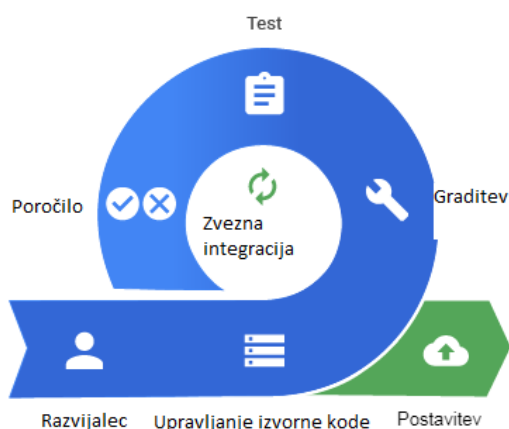 Test
Poročilo
Zvezna
integracija
Graditev
Razvijalec
Upravljanje izvorne kode
Postavitev